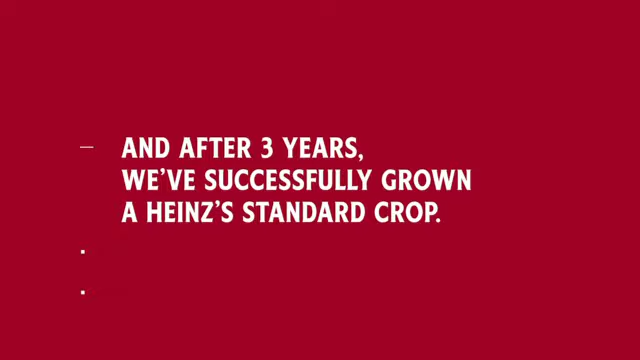 AND AFTER 3 YEARS,
WE'VE SUCCESSFULLY GROWN
A HEINZ'S STANDARD CROP.